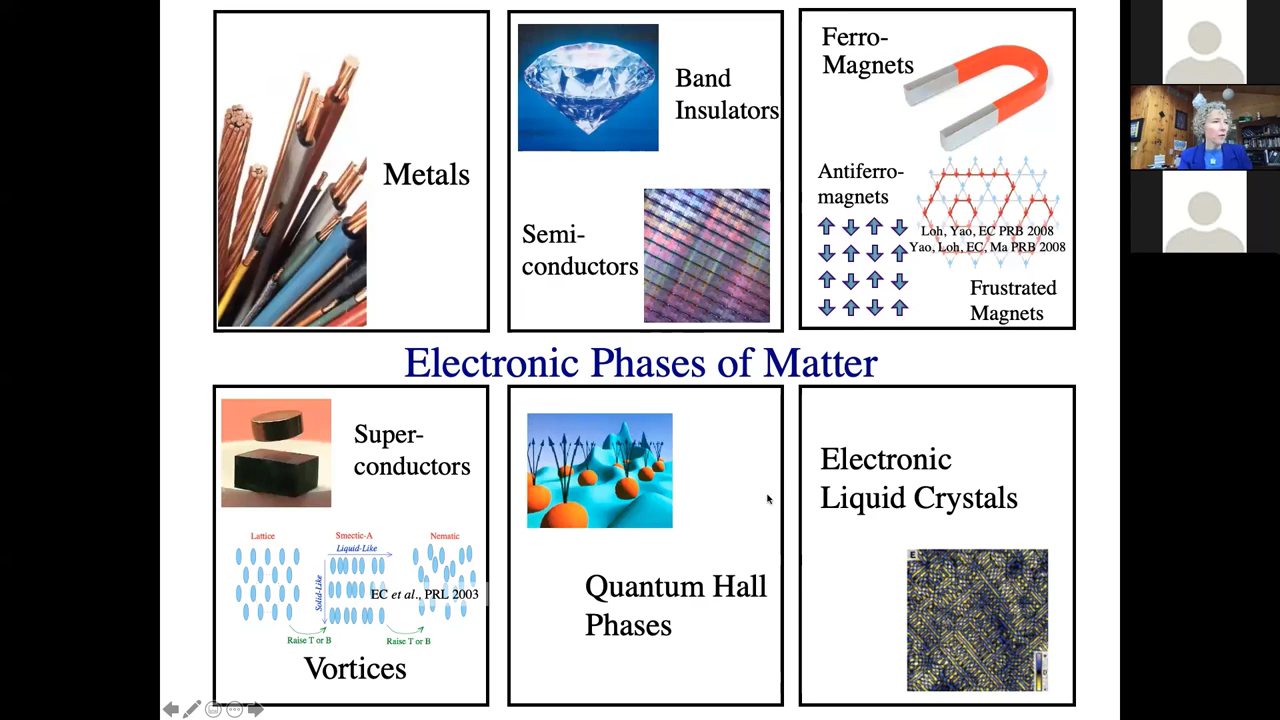 Metals
Band
Insulators
Semi-
conductors
Ferro-
Magnets
Antiferro-
magnets
Loh, Yao, EC PRB 2008
Yao, Loh, EC, Ma PRB 2008
Frustrated
Magnets
Electronic Phases of Matter
Super-
conductors
Lattice
Smectic-A
Nematic
Liquid-Like
Solid-Like
EC et al., PRL 2003
Raise T or B
Raise T or B
Vortices
Quantum Hall
Phases
Electronic
Liquid Crystals
E